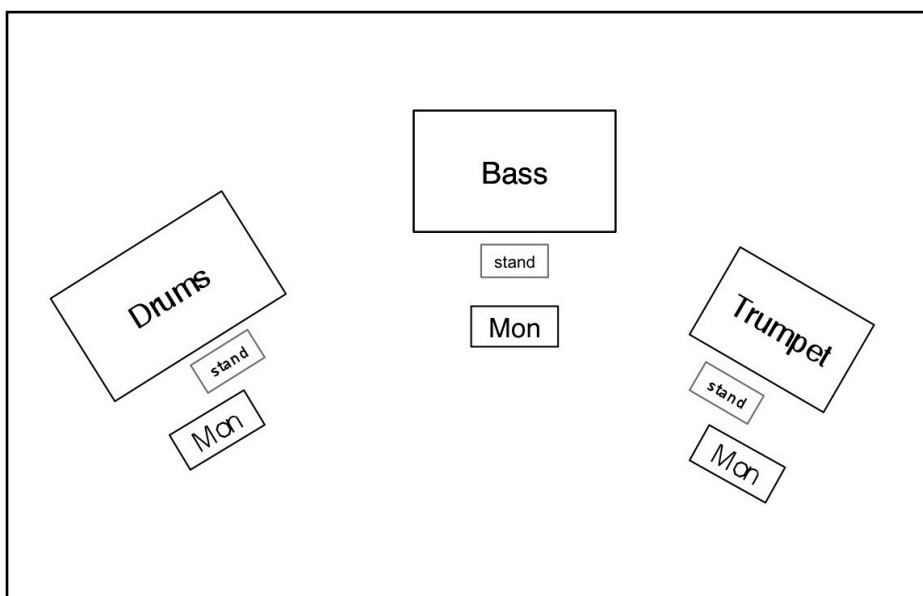 Bass
stand
Mon
Drums
stand
Mon
Trumpet
stand
Mon